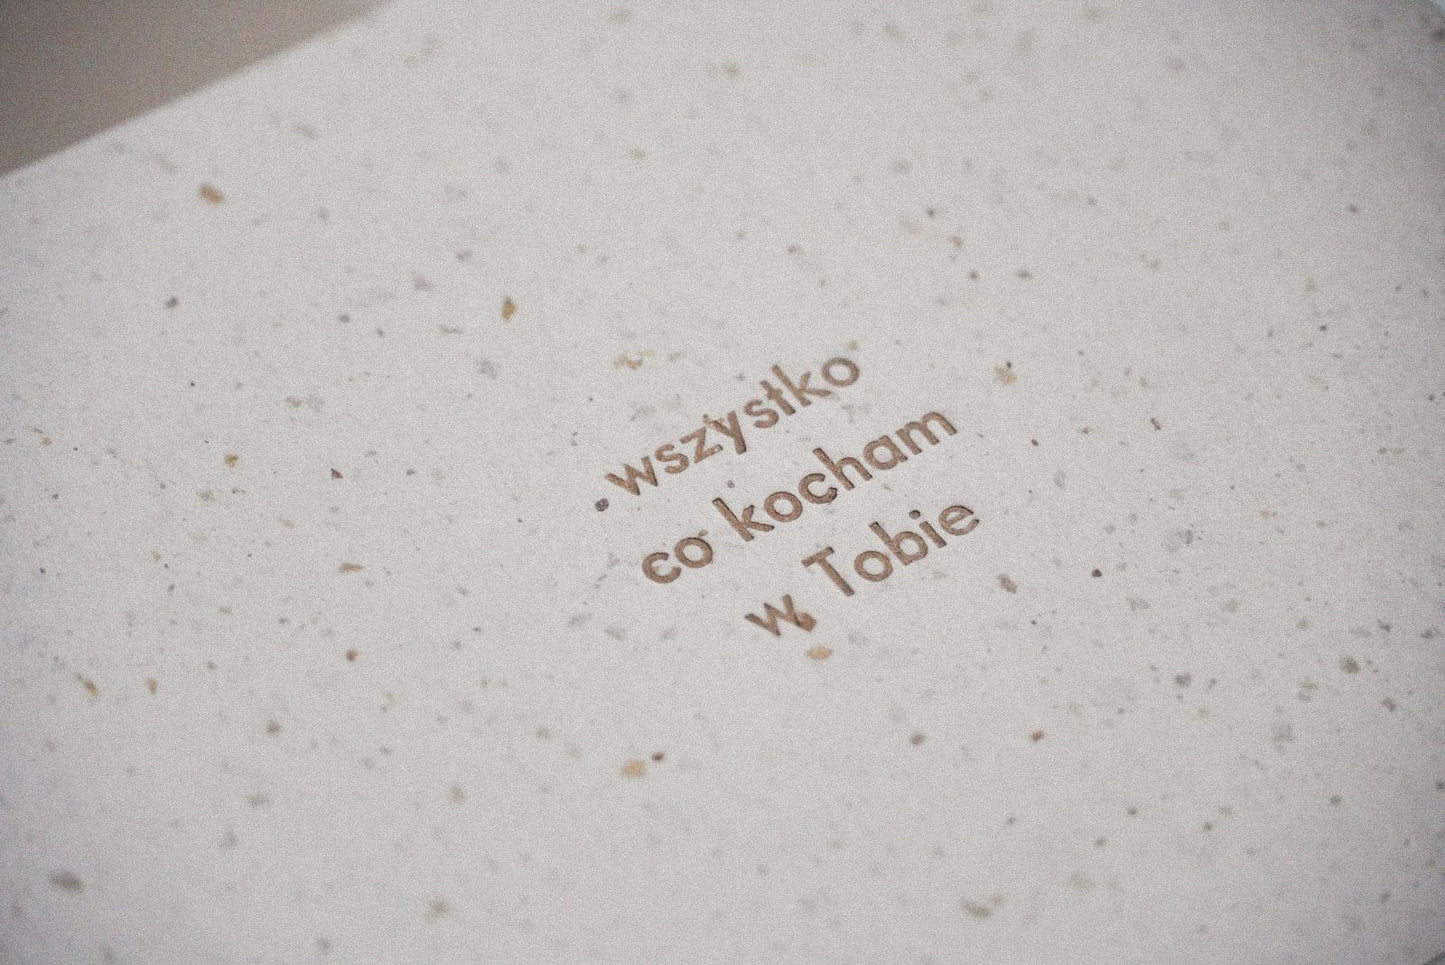 wszystko
co kocham
w Tobie